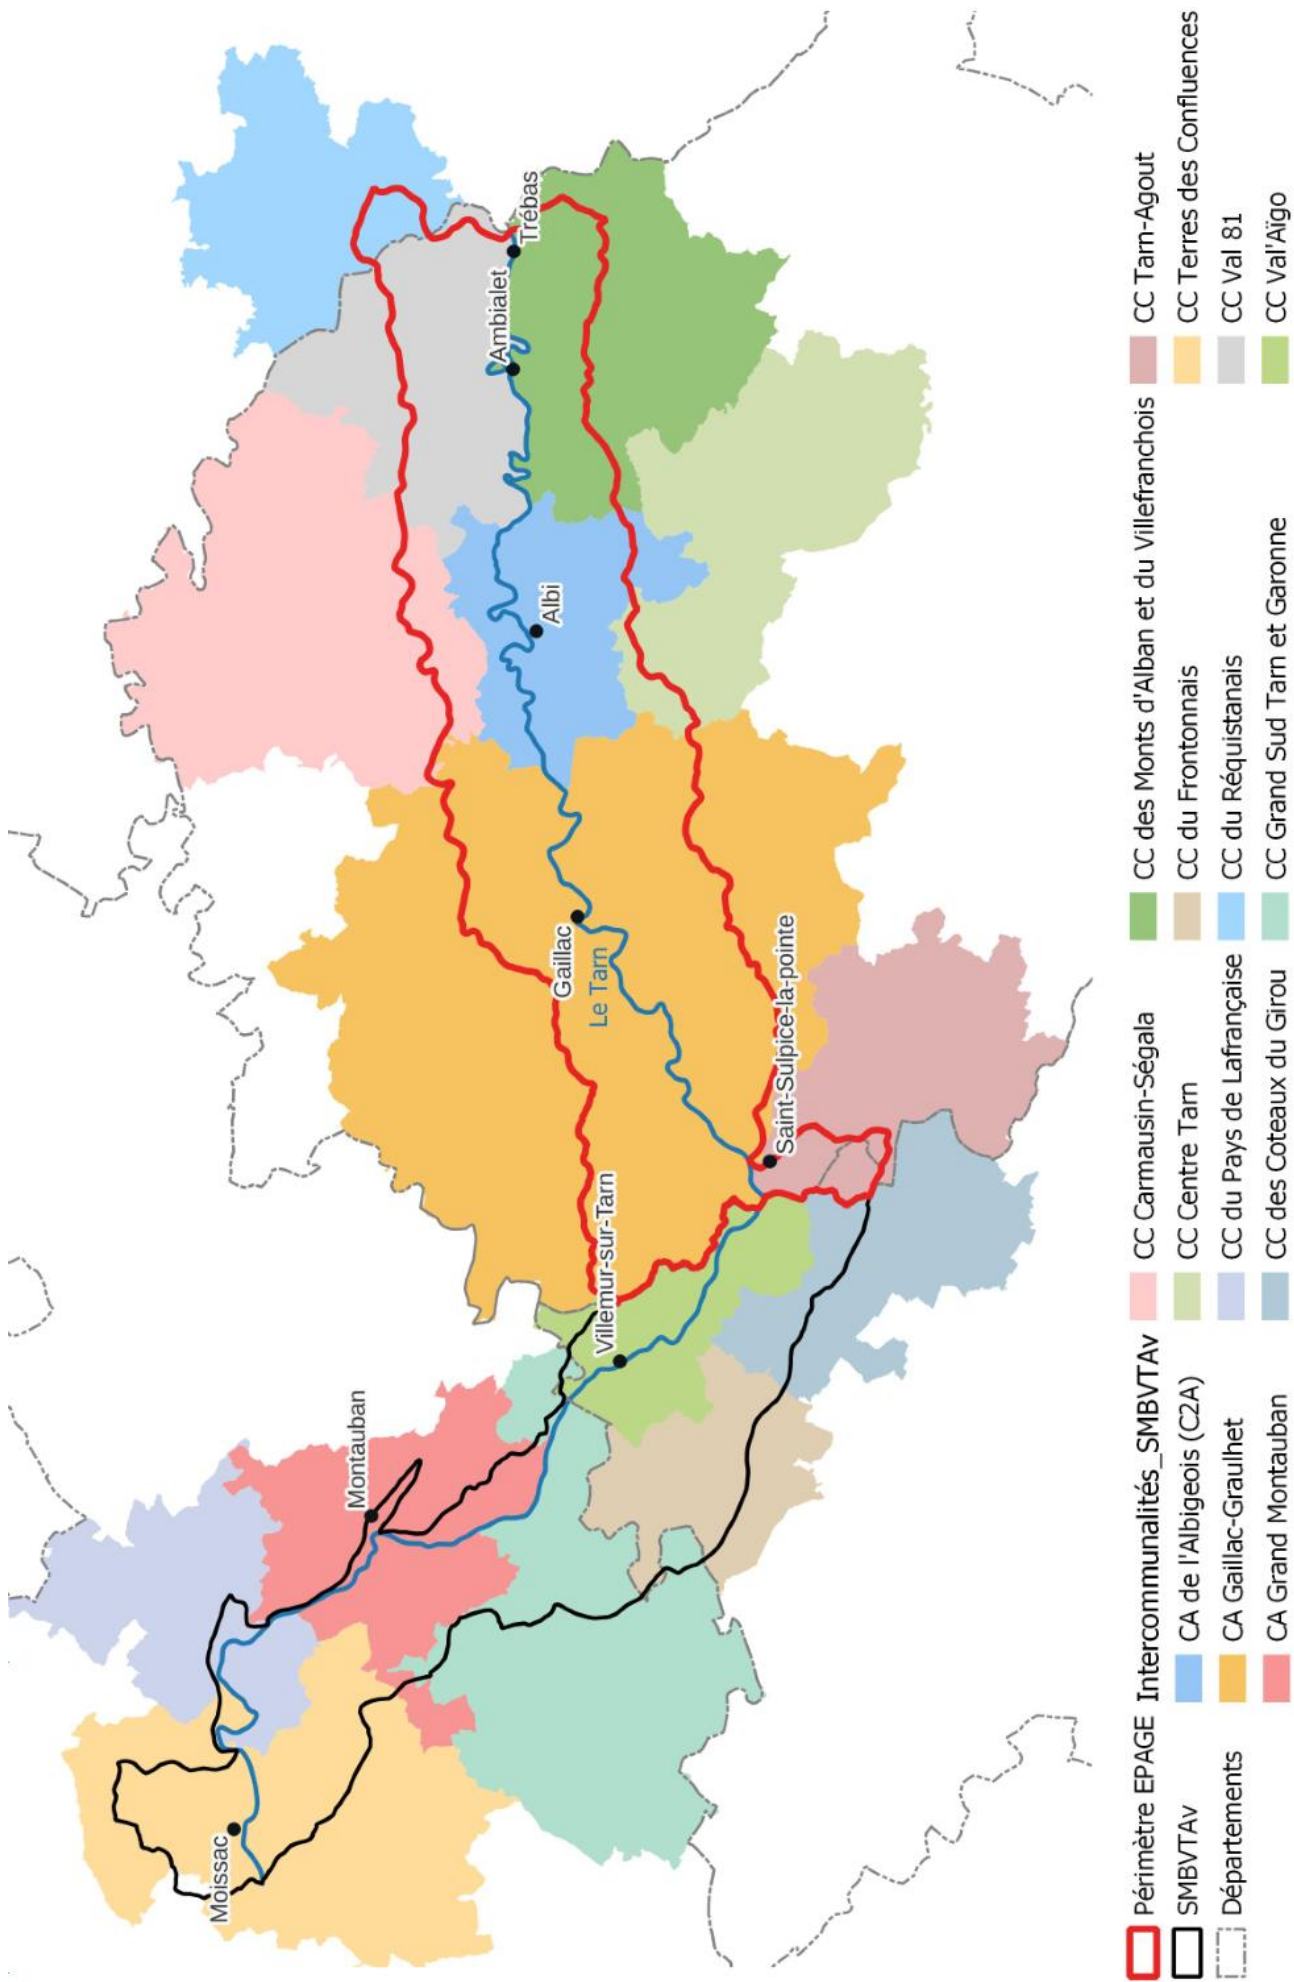 Trébas
Ambialet
Albi
Gaillac
Le Tarn
Saint-Sulpice-la-pointe
Villemur-sur-Tarn
Montauban
Moissac
Périmètre EPAGE
SMBVTAv
Départements
Intercommunalités_SMBVTAv
CA de l'Albigeois (C2A)
CA Gaillac-Graulhet
CA Grand Montauban
CC Carmausin-Ségala
CC Centre Tarn
CC du Pays de Lafrançaise
CC des Coteaux du Girou
CC des Monts d'Alban et du Villefranchois
CC du Frontonnais
CC du Réquistanais
CC Grand Sud Tarn et Garonne
CC Tarn-Agout
CC Terres des Confluences
CC Val 81
CC Val'Aïgo